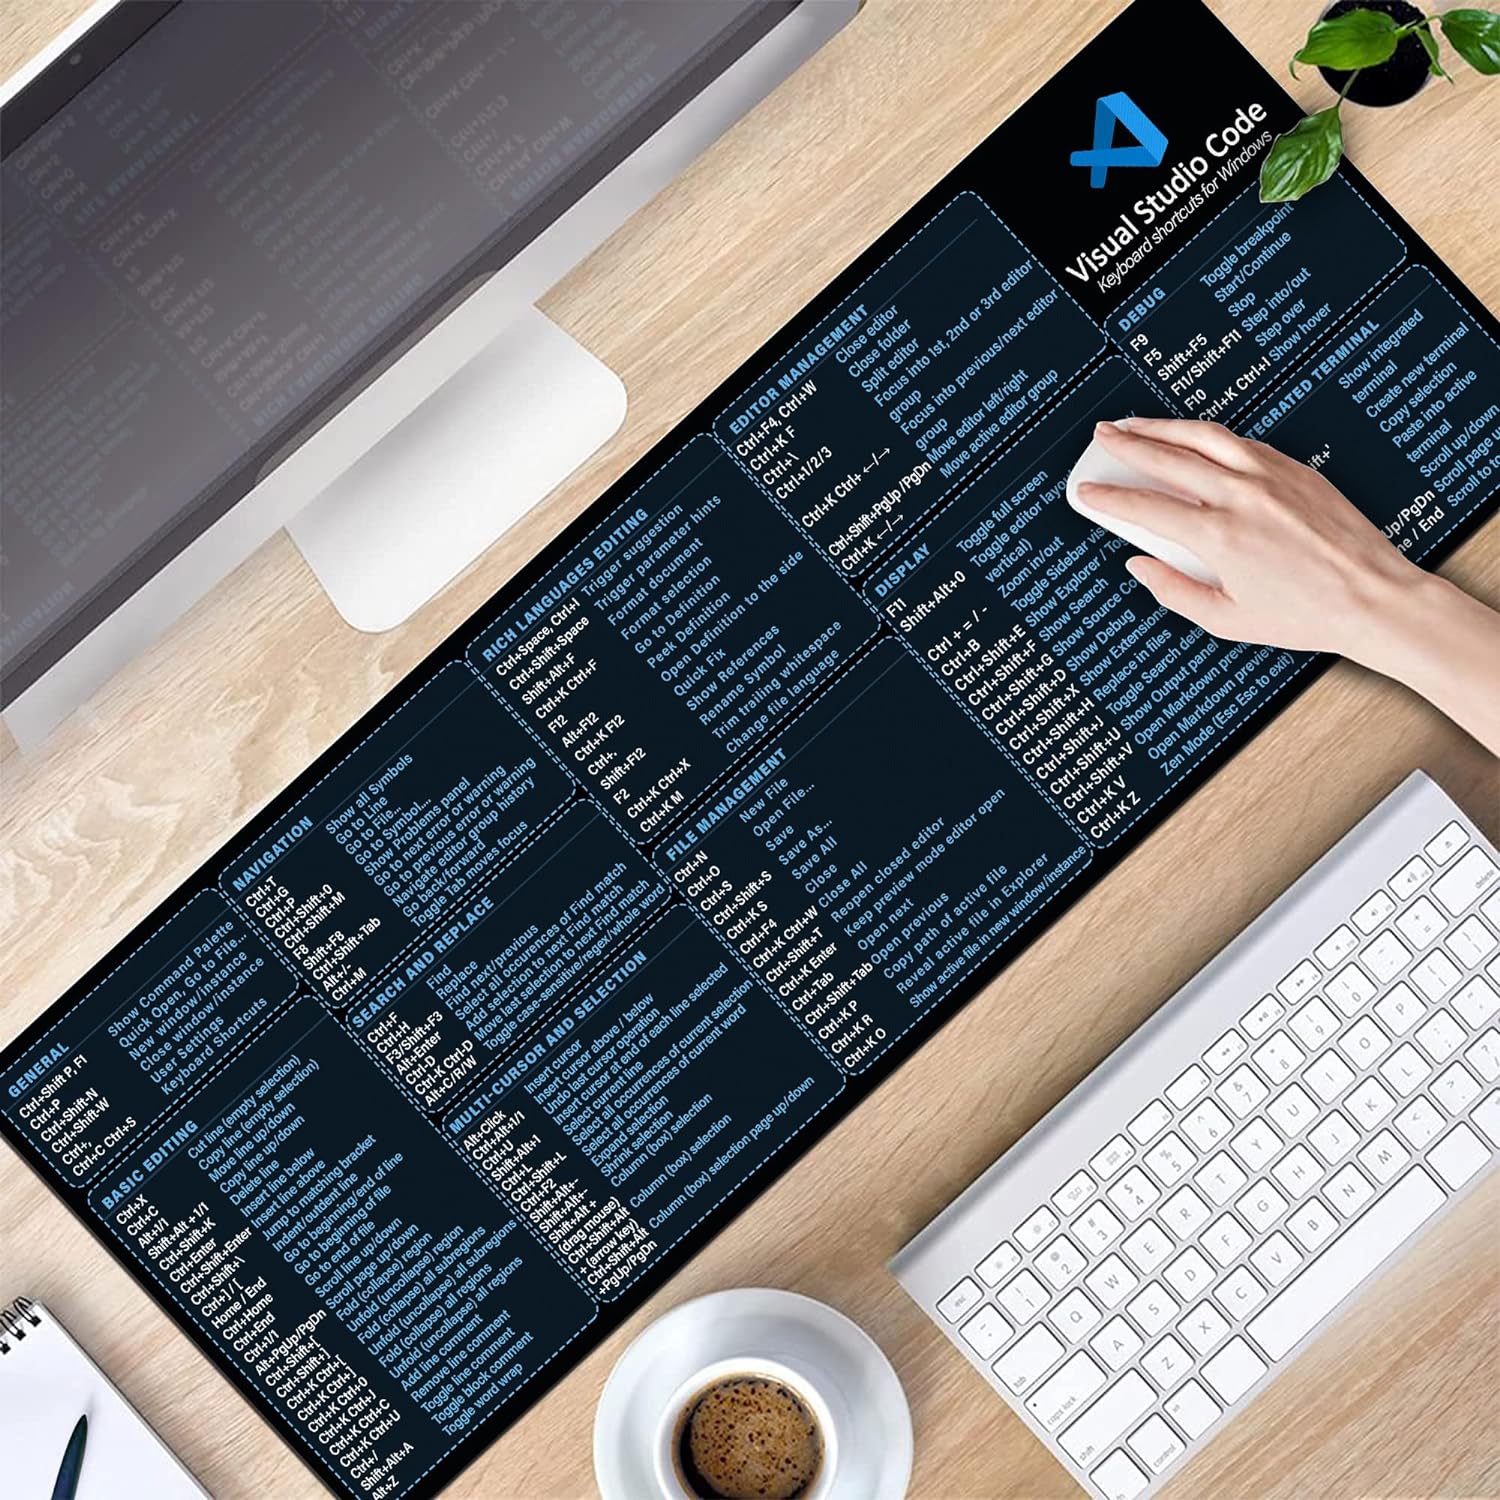 Visual Studio Code
Keyboard shortcuts for Windows
GENERAL
Ctrl+Shift P, F1 Show Command Palette
Ctrl+P Quick Open, Go to File...
Ctrl+Shift-N New window/instance
Ctrl+Shift-W Close window/instance
Ctrl+, User Settings
Ctrl+C Ctrl+S Keyboard Shortcuts
BASIC EDITING
Ctrl+X Cut line (empty selection)
Ctrl+C Copy line (empty selection)
Move line up/down
Copy line up/down
Ctrl+Shift+K Delete line
Ctrl+Enter Insert line below
Ctrl+Shift+Enter Insert line above
Ctrl+Shift+\ Jump to matching bracket
Ctrl+] / [ Indent/outdent line
Home / End Go to beginning/end of line
Ctrl+Home Go to beginning of file
Ctrl+End Go to end of file
Scroll line up/down
Alt+PgUp/PgDn Scroll page up/down
Ctrl+Shift+[ Fold (collapse) region
Ctrl+Shift+] Unfold (uncollapse) region
Ctrl+K Ctrl+[ Fold (collapse) all subregions
Ctrl+K Ctrl+] Unfold (uncollapse) all subregions
Ctrl+K Ctrl+0 Fold (collapse) all regions
Ctrl+K Ctrl+J Unfold (uncollapse) all regions
Ctrl+K Ctrl+C Add line comment
Ctrl+K Ctrl+U Remove line comment
Ctrl+/ Toggle line comment
Shift+Alt+A Toggle block comment
Alt+Z Toggle word wrap
NAVIGATION
Ctrl+T Show all Symbols
Ctrl+G Go to Line
Ctrl+P Go to File...
Ctrl+Shift+O Go to Symbol...
Ctrl+Shift+M Show Problems panel
F8 Go to next error or warning
Shift+F8 Go to previous error or warning
Ctrl+Shift+Tab Navigate editor group history
Alt+/- Go back/forward
Ctrl+M Toggle Tab moves focus
SEARCH AND REPLACE
Ctrl+F Find
Ctrl+H Replace
F3/Shift+F3 Find next/previous
Alt+Enter Select all occurences of Find match
Ctrl-D Add selection to next Find match
Ctrl-K Ctrl-D Move last selection to next Find match
Alt+C/R/W Toggle case-sensitive/regex/whole word
MULTI-CURSOR AND SELECTION
Alt+Click Insert cursor
Insert cursor above / below
Ctrl+U Undo last cursor operation
Shift+Alt+I Insert cursor at end of each line selected
Ctrl+L Select current line
Ctrl+Shift+L Select all occurrences of current selection
Ctrl+F2 Select all occurrences of current word
Shift+Alt+ Expand selection
Shift+Alt+ Shrink selection
Shift+Alt + Column (box) selection
(drag mouse)
Ctrl+Shift+Alt Column (box) selection
+ (arrow key)
Ctrl+Shift+Alt Column (box) selection page up/down
+PgUp/PgDn
RICH LANGUAGES EDITING
Ctrl+Space, Ctrl+I Trigger suggestion
Ctrl+Shift+Space Trigger parameter hints
Shift+Alt+F Format document
Ctrl+K Ctrl+F Format selection
F12 Go to Definition
Alt+F12 Peek Definition
Ctrl+K F12 Open Definition to the side
Ctrl+. Quick Fix
Shift+F12 Show References
F2 Rename Symbol
Ctrl+K Ctrl+X Trim trailing whitespace
Ctrl+K M Change file language
FILE MANAGEMENT
Ctrl+N New File
Ctrl+O Open File...
Ctrl+S Save
Ctrl+Shift+S Save As...
Ctrl+K S Save All
Ctrl+F4 Close
Ctrl+K Ctrl+W Close All
Ctrl+Shift+T Reopen closed editor
Ctrl+K Enter Keep preview mode editor open
Ctrl+Tab Open next
Ctrl+Shift+Tab Open previous
Ctrl+K P Copy path of active file
Ctrl+K R Reveal active file in Explorer
Ctrl+K O Show active file in new window/instance
EDITOR MANAGEMENT
Ctrl+F4, Ctrl+W Close editor
Ctrl+K F Close folder
Ctrl+\ Split editor
Ctrl+1/2/3 Focus into 1st, 2nd or 3rd editor
group
Ctrl+K Ctrl+ ←/→ Focus into previous/next editor
group
Ctrl+Shift+PgUp /PgDn Move editor left/right
Ctrl+K ←/→ Move active editor group
DISPLAY
F11 Toggle full screen
Shift+Alt+0 Toggle editor
vertical)
Ctrl + = / - Zoom in/out
Ctrl+B Toggle Sidebar
Ctrl+Shift+E Show Explorer /
Ctrl+Shift+F Show Search
Ctrl+Shift+G Show Source
Ctrl+Shift+D Show Debug
Ctrl+Shift+X Show Extensions
Ctrl+Shift+H Replace in files
Ctrl+Shift+J Toggle Search
Ctrl+Shift+U Show Output panel
Ctrl+Shift+V Open Markdown
Ctrl+K V Open Markdown
Ctrl+K Z Zen Mode (Esc Esc to exit)
DEBUG
F9 Toggle breakpoint
F5 Start/Continue
Shift+F5 Stop
F11/Shift+F11 Step into/out
F10 Step over
Ctrl+K Ctrl+I Show hover
TERMINAL
Show integrated
terminal
Create new terminal
Copy selection
Paste into active
terminal
Scroll up/down
Scroll page
Scroll to